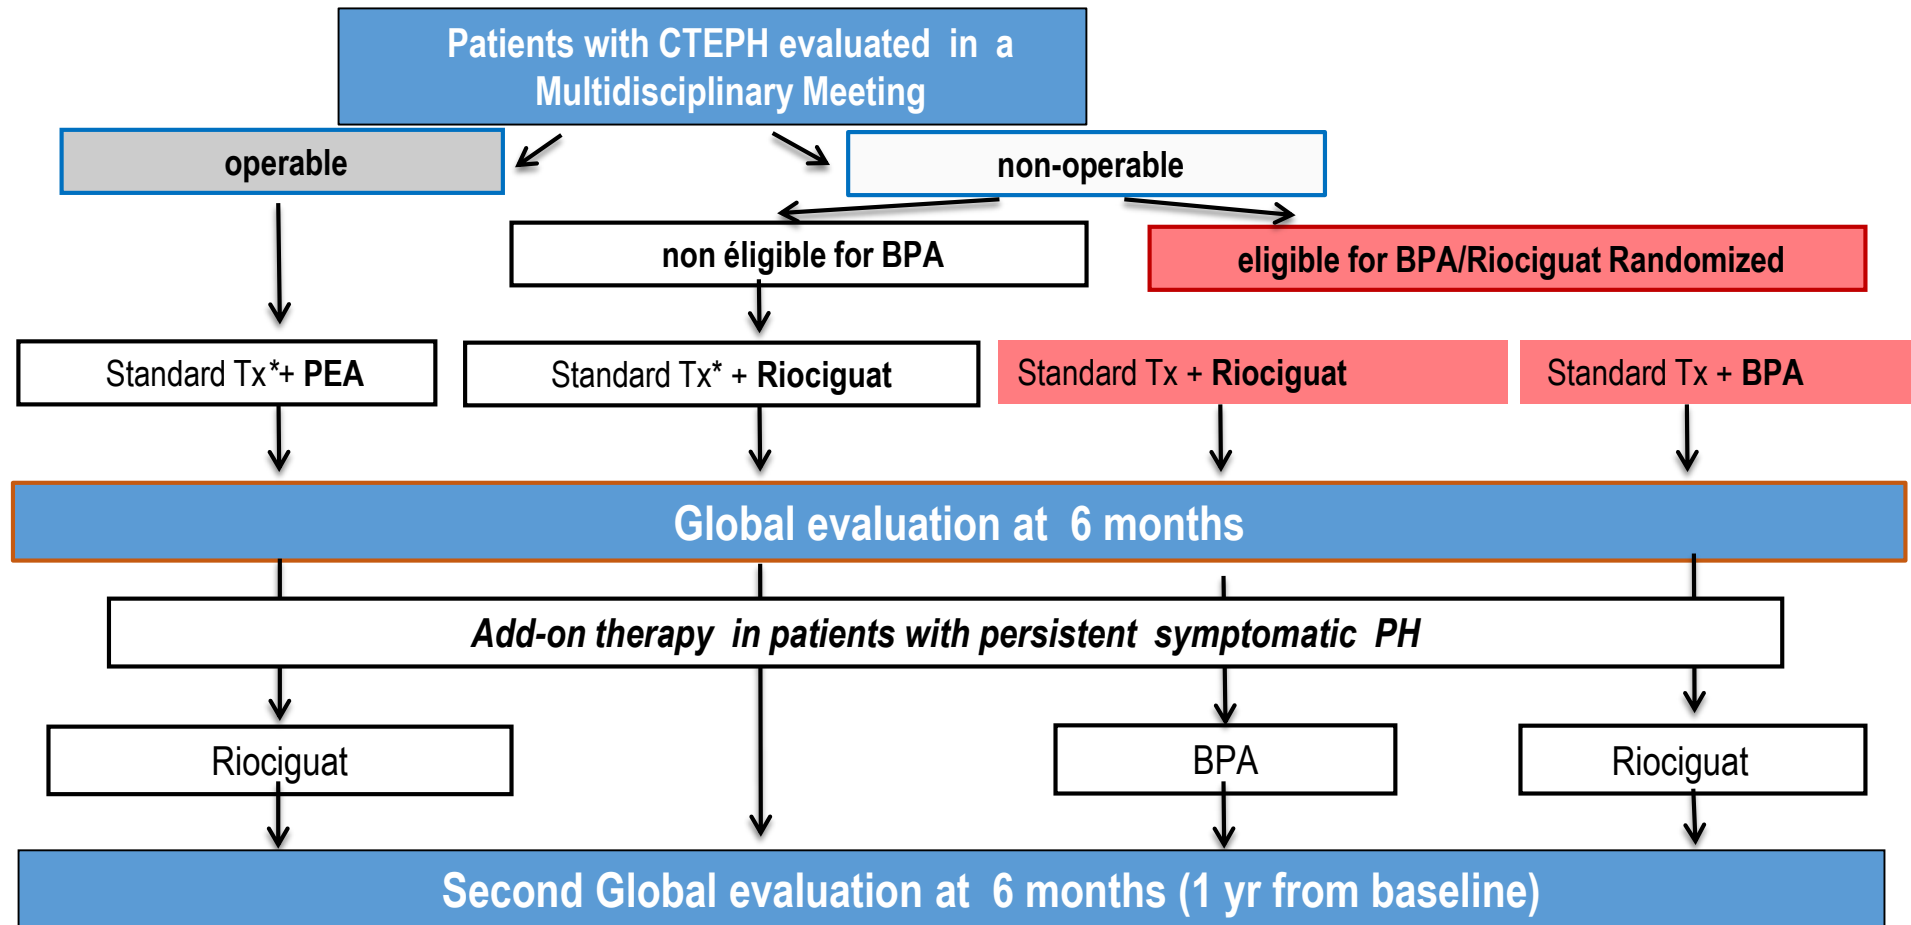 Patients with CTEPH evaluated in a
Multidisciplinary Meeting
operable
non-operable
non éligible for BPA
eligible for BPA/Riociguat Randomized
Standard Tx*+ PEA
Standard Tx* + Riociguat
Standard Tx + Riociguat
Standard Tx + BPA
Global evaluation at 6 months
Add-on therapy in patients with persistent symptomatic PH
Riociguat
BPA
Riociguat
Second Global evaluation at 6 months (1 yr from baseline)